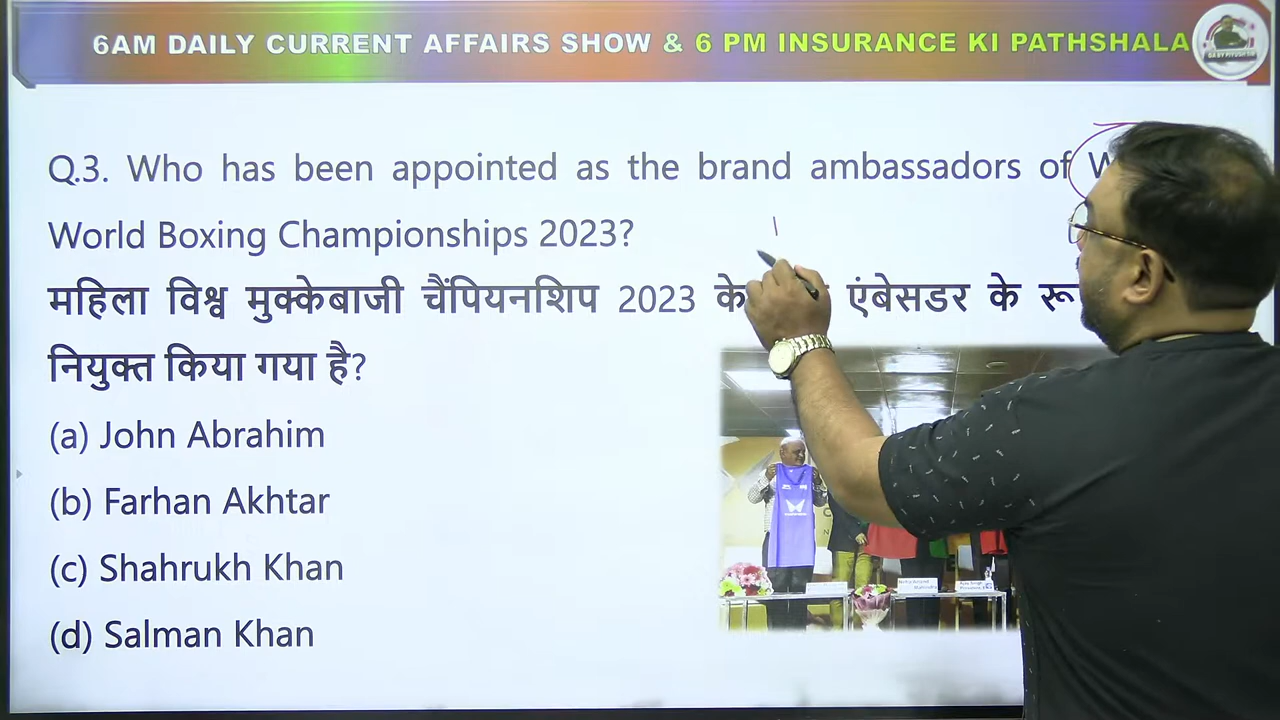 6AM DAILY CURRENT AFFAIRS SHOW & 6 PM INSURANCE KI PATHSHALA
Q.3. Who has been appointed as the brand ambassadors of
World Boxing Championships 2023?
महिला विश्व मुक्केबाजी चैंपियनशिप 2023 के एंबेसडर के
नियुक्त किया गया है?
(a) John Abrahim
(b) Farhan Akhtar
(c) Shahrukh Khan
(d) Salman Khan